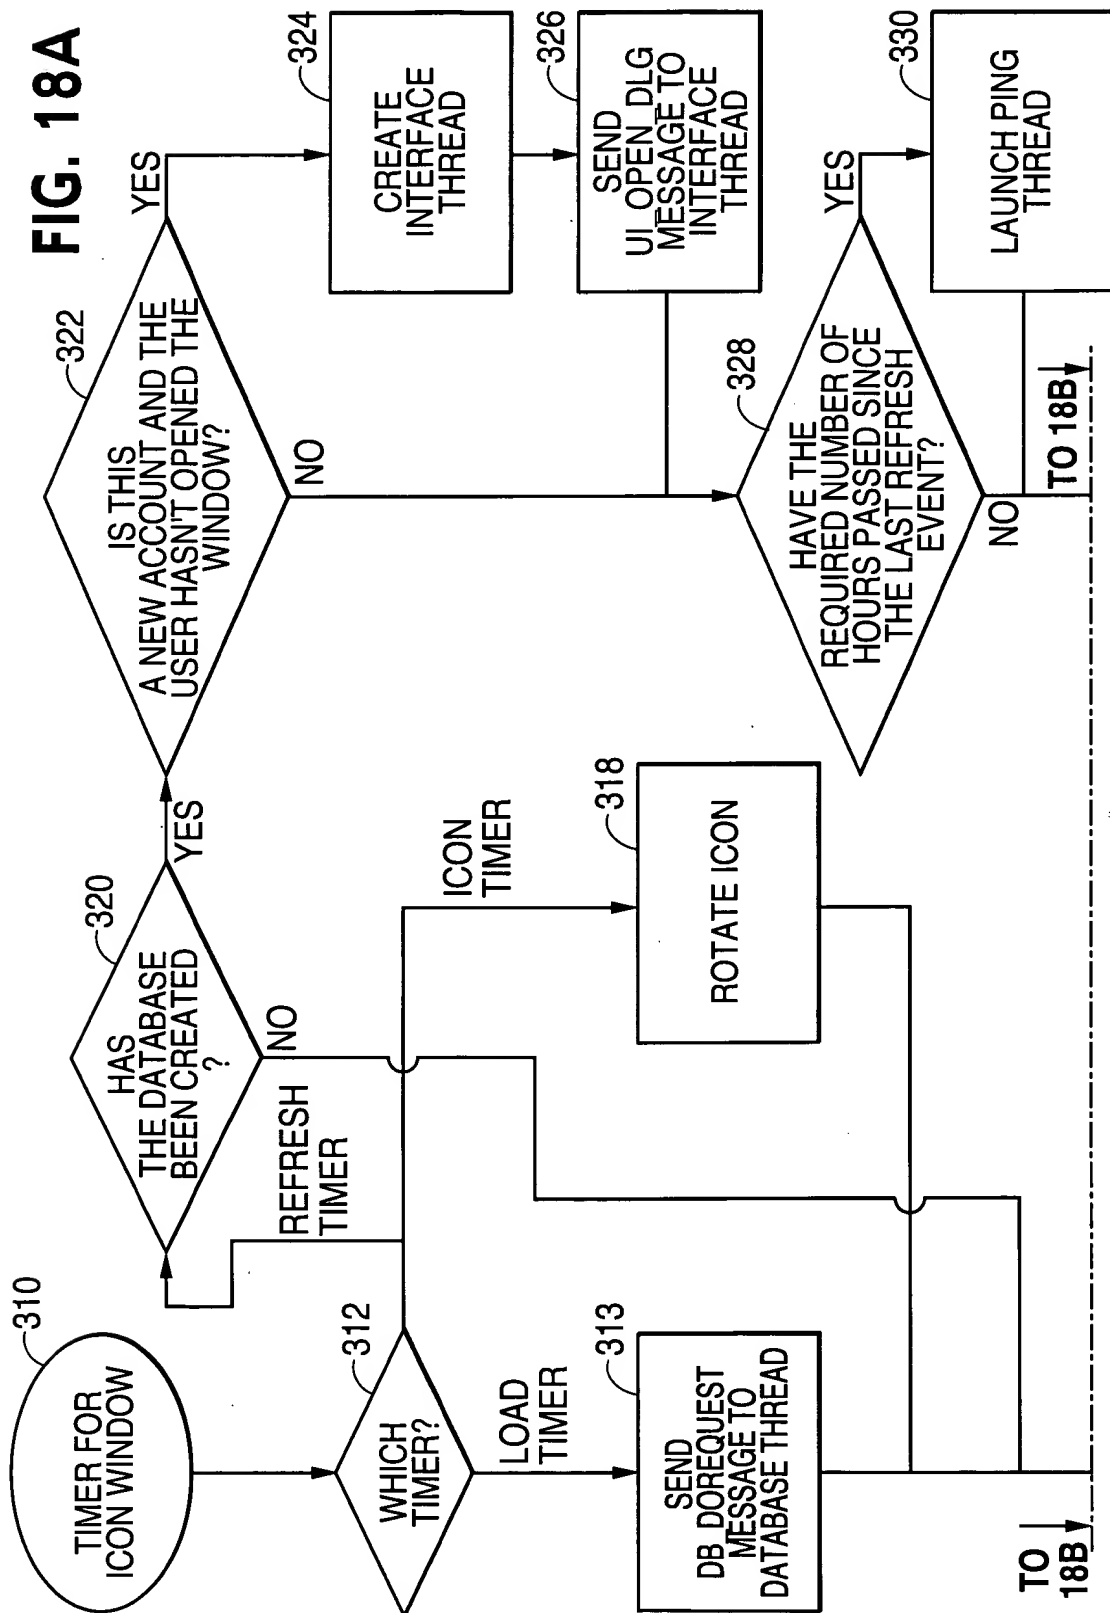 FIG. 18A
310
TIMER FOR
ICON WINDOW
312
WHICH
TIMER?
LOAD
TIMER
313
SEND
DB DOREQUEST
MESSAGE TO
DATABASE THREAD
TO
18B
REFRESH
TIMER
320
HAS
THE DATABASE
BEEN CREATED
?
YES
NO
ICON
TIMER
318
ROTATE ICON
322
IS THIS
A NEW ACCOUNT AND THE
USER HASN'T OPENED THE
WINDOW?
YES
NO
324
CREATE
INTERFACE
THREAD
326
SEND
UI_OPEN_DLG
MESSAGE TO
INTERFACE
THREAD
328
HAVE THE
REQUIRED NUMBER OF
HOURS PASSED SINCE
THE LAST REFRESH
EVENT?
YES
NO
330
LAUNCH PING
THREAD
TO 18B